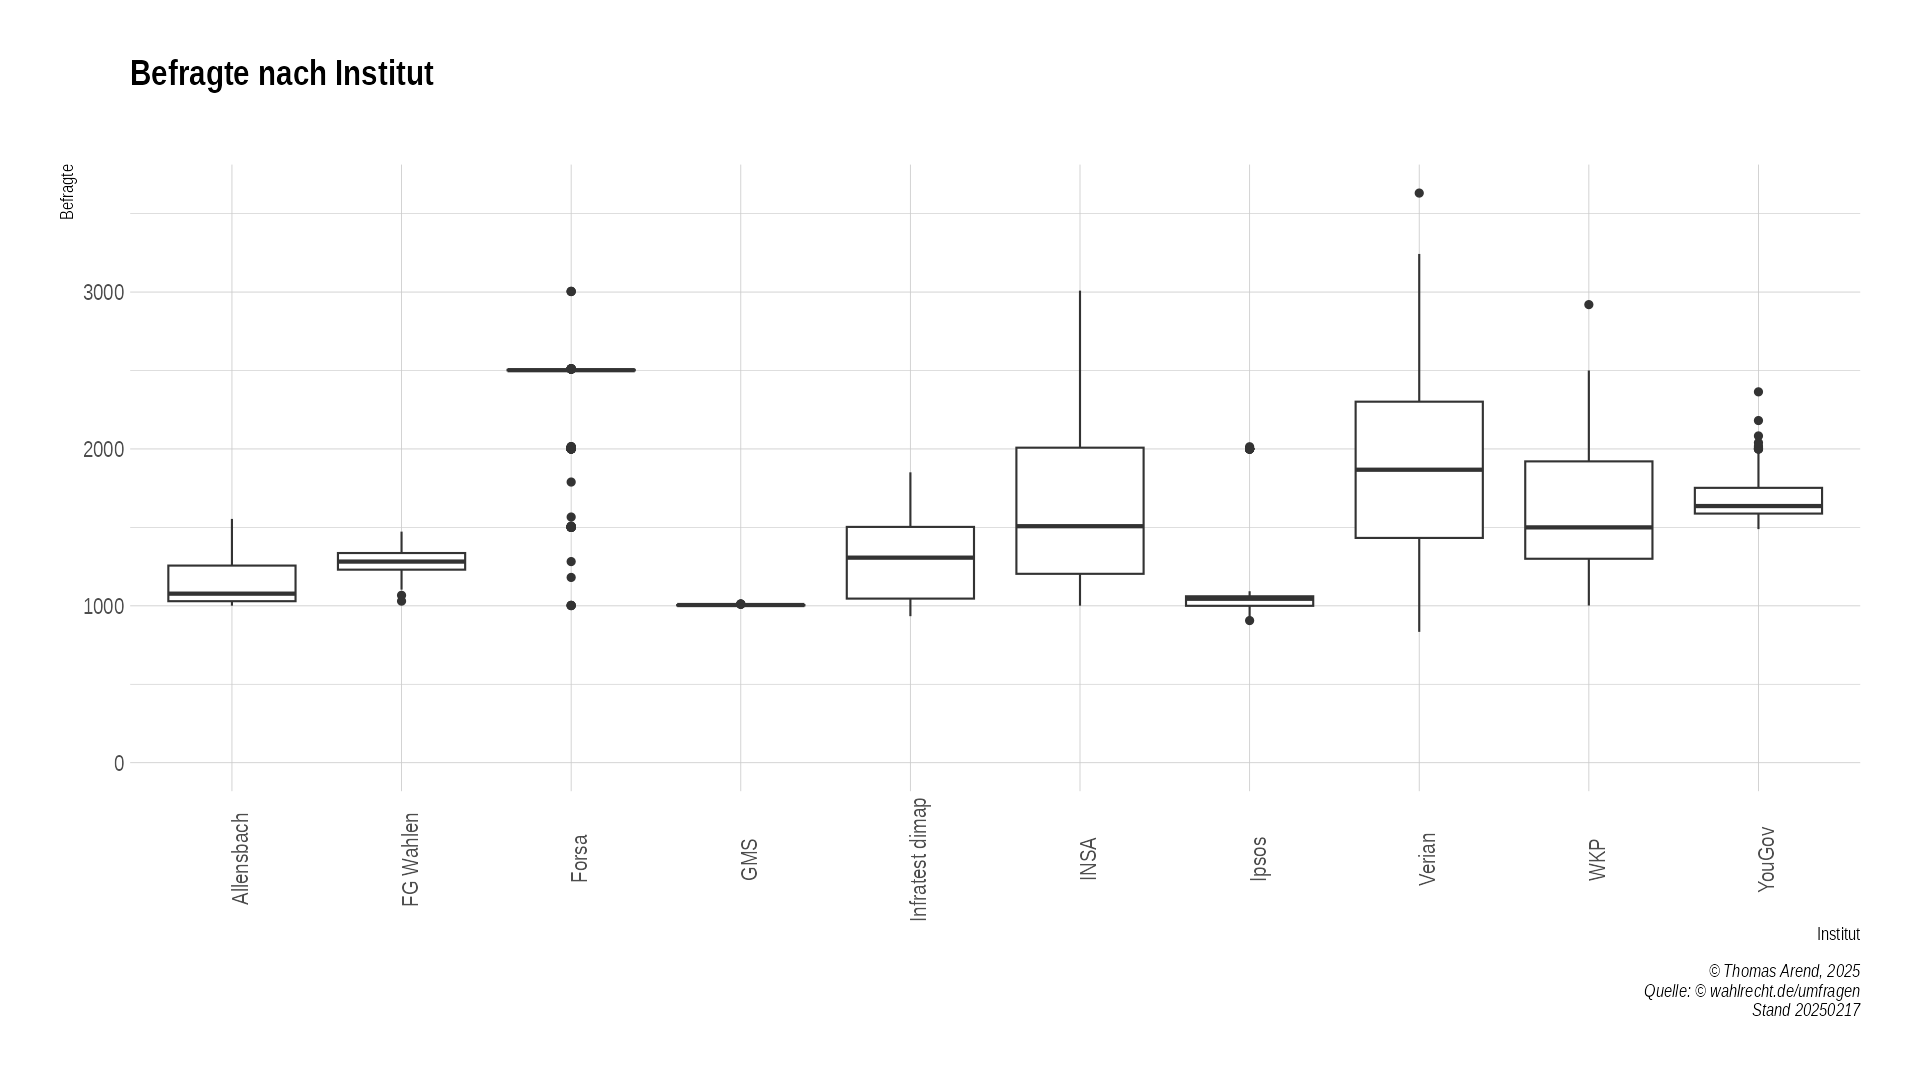 Befragte nach Institut
Befragte
3000
2000
1000
0
Allensbach
FG Wahlen
Forsa
GMS
Infratest dimap
INSA
Ipsos
Verian
WKP
YouGov
Institut
© Thomas Arend, 2025
Quelle: © wahlrecht.de/umfragen
Stand 20250217